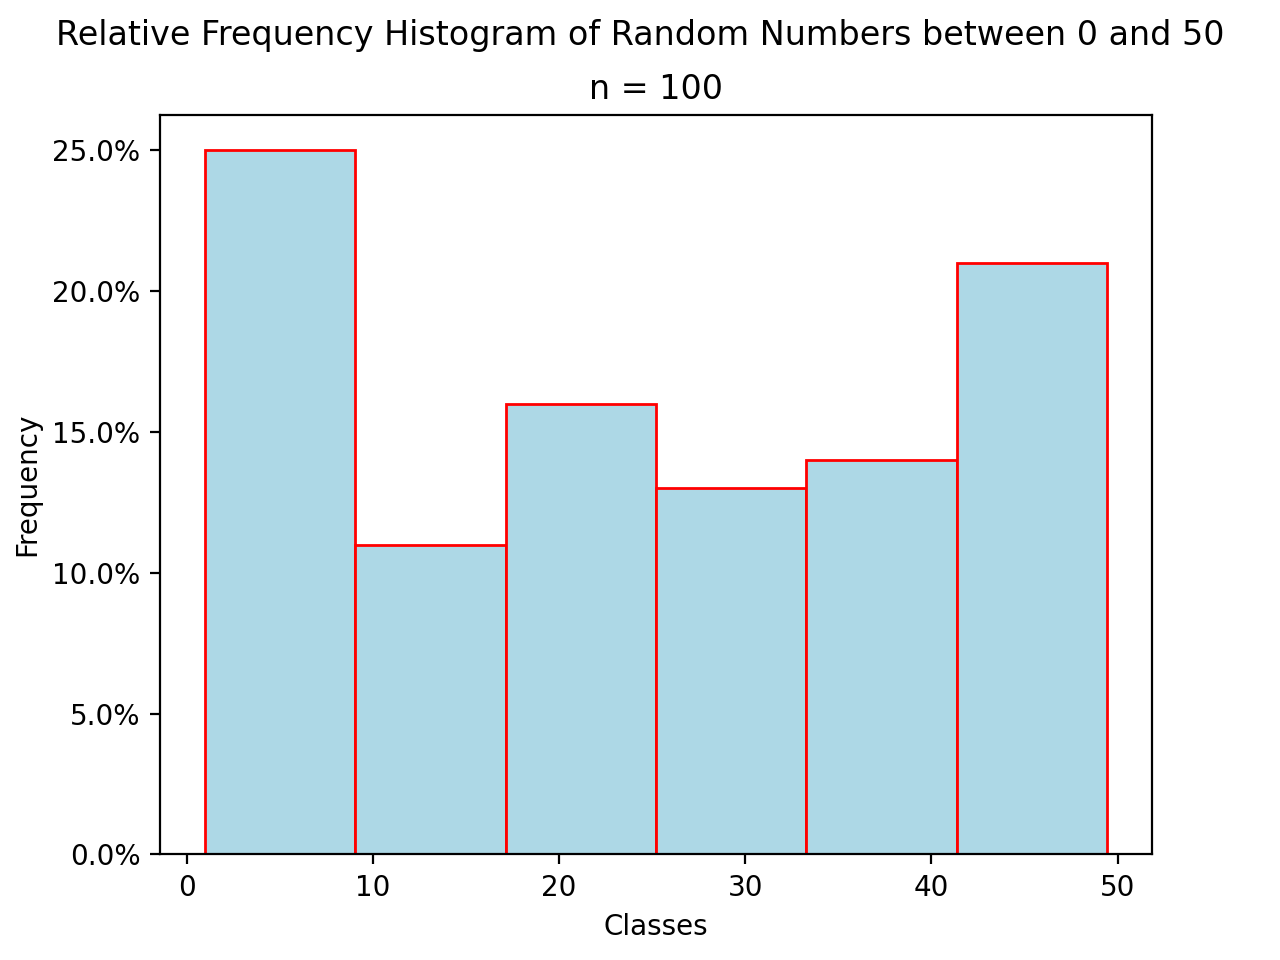 Relative Frequency Histogram of Random Numbers between 0 and 50
n = 100
25.0%
20.0%
15.0%
10.0%
5.0%
0.0%
Frequency
0 10 20 30 40 50
Classes